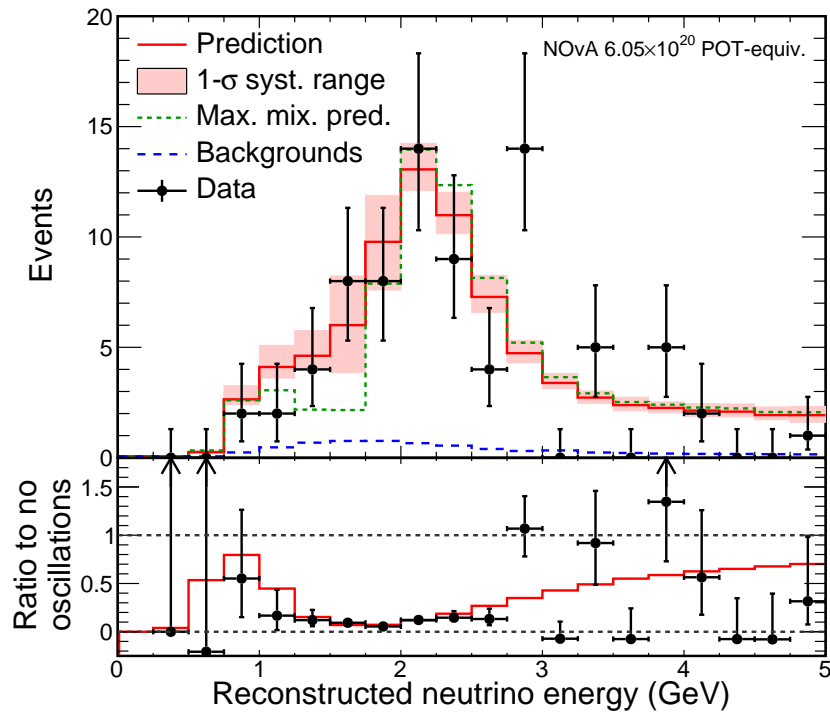 20
15
10
5
0
Events
Prediction
1-σ syst. range
Max. mix. pred.
Backgrounds
Data
NOvA 6.05×10²⁰ POT-equiv.
1.5
1
0.5
0
Ratio to no
oscillations
0 1 2 3 4 5
Reconstructed neutrino energy (GeV)